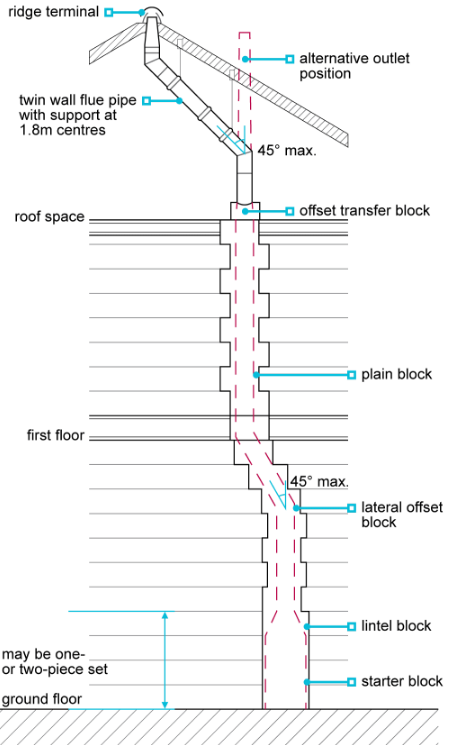 ridge terminal
alternative outlet
position
twin wall flue pipe
with support at
1.8m centres
45° max.
offset transfer block
roof space
plain block
first floor
45° max.
lateral offset
block
lintel block
may be one-
or two-piece set
starter block
ground floor